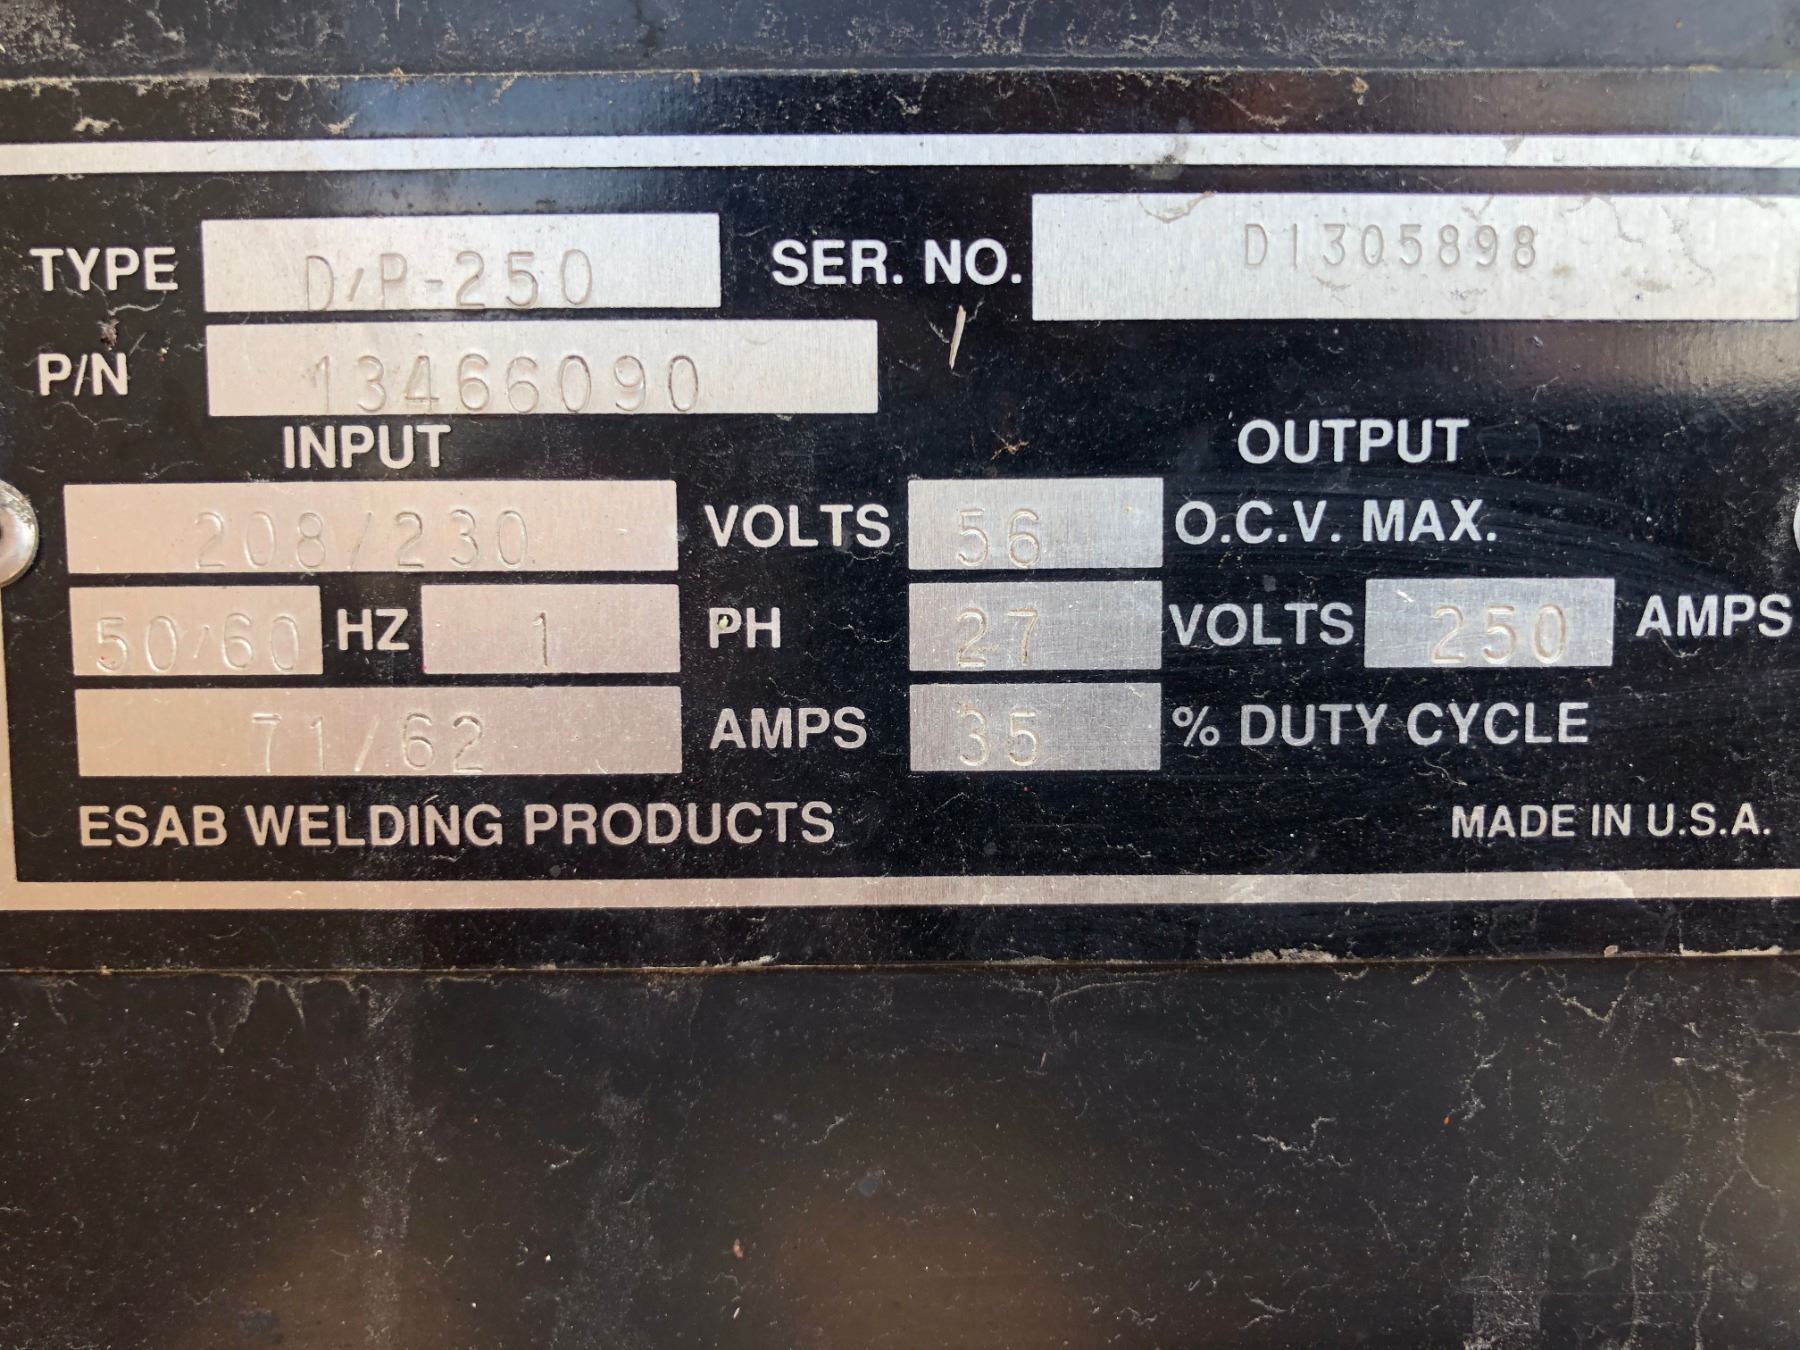 TYPE D/P-250 SER. NO. D1305898
P/N 13466090
INPUT OUTPUT
208/230 VOLTS 56 O.C.V. MAX.
50/60 HZ 1 PH 27 VOLTS 250 AMPS
71/62 AMPS 35 % DUTY CYCLE
ESAB WELDING PRODUCTS MADE IN U.S.A.